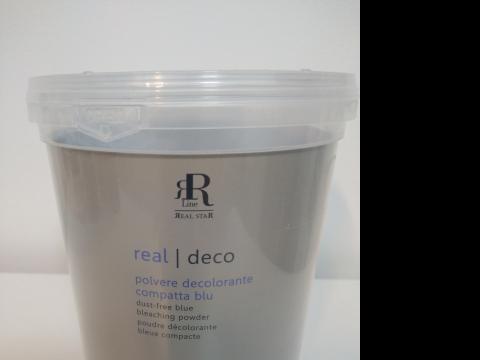 RR
Line
REAL STAR
real | deco
polvere decolorante
compatta blu
dust-free blue
bleaching powder
poudre décolorante
bleue compacte